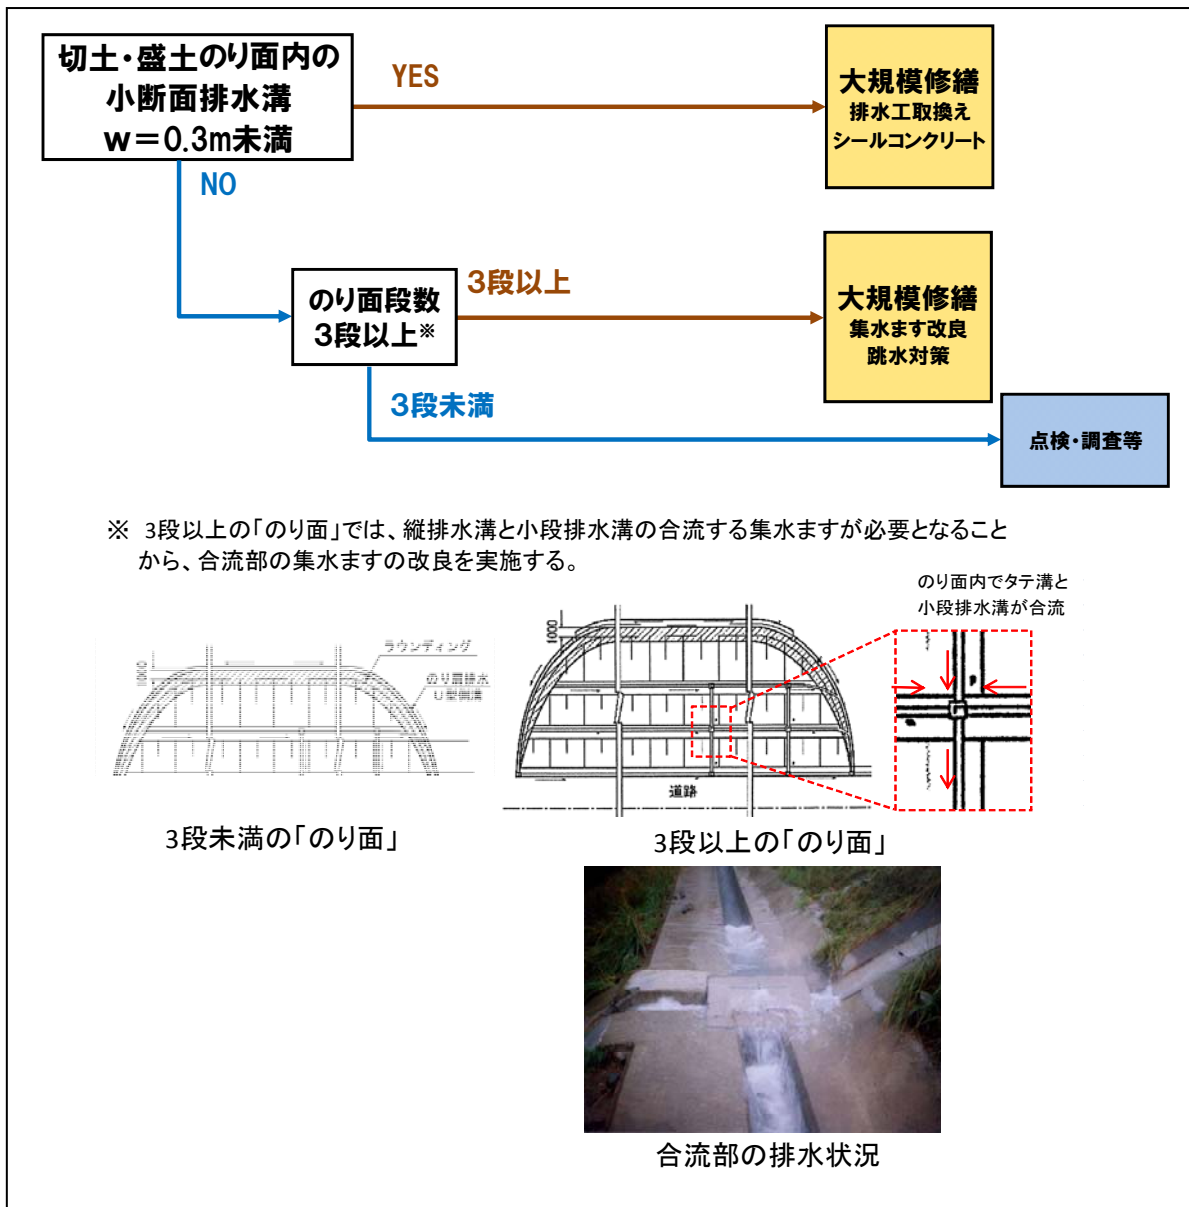 切土・盛土のり面内の
小断面排水溝
w＝0.3m未満
YES
大規模修繕
排水工取換え
シールコンクリート
NO
のり面段数
3段以上※
3段以上
大規模修繕
集水ます改良
跳水対策
3段未満
点検・調査等
※ 3段以上の「のり面」では、縦排水溝と小段排水溝の合流する集水ますが必要となること
から、合流部の集水ますの改良を実施する。
のり面内でタテ溝と
小段排水溝が合流
ラウンディング
のり面排水
U型側溝
1000
道路
3段未満の「のり面」
3段以上の「のり面」
合流部の排水状況